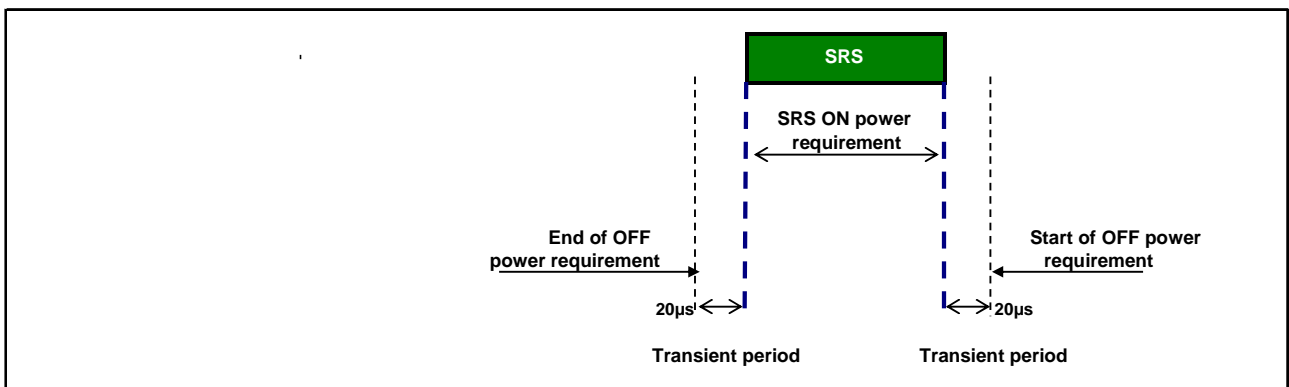 SRS
SRS ON power
requirement
End of OFF
power requirement
Start of OFF power
requirement
20µs
20µs
Transient period
Transient period